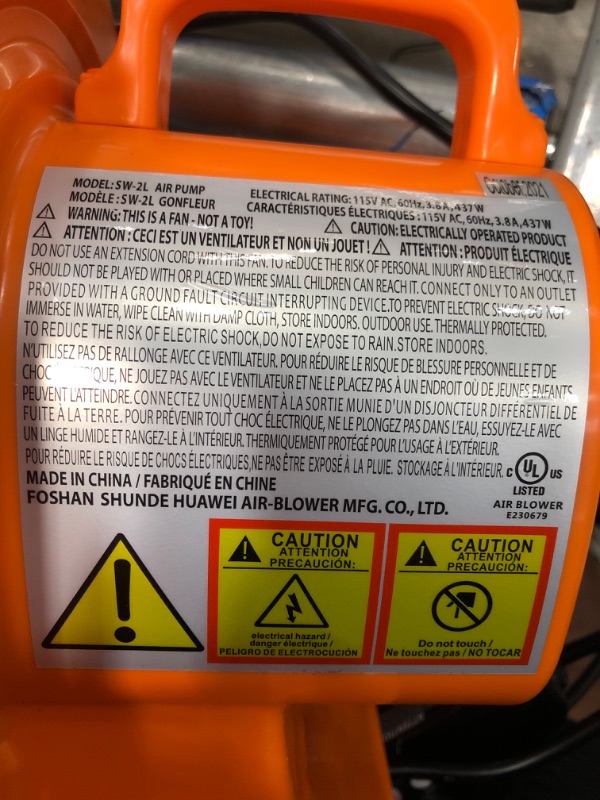 October 2021
MODEL: SW-2L AIR PUMP
MODÈLE: SW-2L GONFLEUR
ELECTRICAL RATING: 115V AC, 60Hz, 3.8A, 437W
CARACTÉRISTIQUES ÉLECTRIQUES: 115V AC, 60Hz, 3.8A, 437W
WARNING: THIS IS A FAN - NOT A TOY!
CAUTION: ELECTRICALLY OPERATED PRODUCT
ATTENTION: CECI EST UN VENTILATEUR ET NON UN JOUET!
ATTENTION: PRODUIT ÉLECTRIQUE
DO NOT USE AN EXTENSION CORD WITH THIS FAN. TO REDUCE THE RISK OF PERSONAL INJURY AND ELECTRIC SHOCK, IT
SHOULD NOT BE PLAYED WITH OR PLACED WHERE SMALL CHILDREN CAN REACH IT. CONNECT ONLY TO AN OUTLET
PROVIDED WITH A GROUND FAULT CIRCUIT INTERRUPTING DEVICE.TO PREVENT ELECTRIC SHOCK, DO NOT
IMMERSE IN WATER, WIPE CLEAN WITH DAMP CLOTH, STORE INDOORS. OUTDOOR USE. THERMALLY PROTECTED.
TO REDUCE THE RISK OF ELECTRIC SHOCK, DO NOT EXPOSE TO RAIN. STORE INDOORS.
N'UTILISEZ PAS DE RALLONGE AVEC CE VENTILATEUR. POUR RÉDUIRE LE RISQUE DE BLESSURE PERSONNELLE ET DE
CHOC ÉLECTRIQUE, NE JOUEZ PAS AVEC LE VENTILATEUR ET NE LE PLACEZ PAS À UN ENDROIT OÙ DE JEUNES ENFANTS
PEUVENT L'ATTEINDRE. CONNECTEZ UNIQUEMENT À LA SORTIE MUNIE D'UN DISJONCTEUR DIFFÉRENTIEL DE
FUITE À LA TERRE. POUR PRÉVENIR TOUT CHOC ÉLECTRIQUE, NE LE PLONGEZ PAS DANS L'EAU, ESSUYEZ-LE AVEC
UN LINGE HUMIDE ET RANGEZ-LE À L'INTÉRIEUR. THERMIQUEMENT PROTÉGÉ POUR L'USAGE À L'EXTÉRIEUR.
POUR RÉDUIRE LE RISQUE DE CHOCS ÉLECTRIQUES, NE PAS ÊTRE EXPOSÉ À LA PLUIE. STOCKAGE À L'INTÉRIEUR.
MADE IN CHINA / FABRIQUÉ EN CHINE
FOSHAN SHUNDE HUAWEI AIR-BLOWER MFG. CO., LTD.
C UL US
LISTED
AIR BLOWER
E230679
CAUTION
ATTENTION
PRECAUCIÓN:
electrical hazard /
danger électrique /
PELIGRO DE ELECTROCUCIÓN
CAUTION
ATTENTION
PRECAUCIÓN:
Do not touch /
Ne touchez pas / NO TOCAR